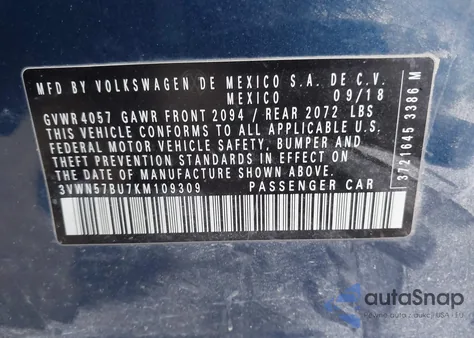 MFD BY VOLKSWAGEN DE MEXICO S.A. DE C.V.
MEXICO 09/18
GVWR4057 GAWR FRONT 2094 / REAR 2072 LBS
THIS VEHICLE CONFORMS TO ALL APPLICABLE U.S.
FEDERAL MOTOR VEHICLE SAFETY, BUMPER AND
THEFT PREVENTION STANDARDS IN EFFECT ON
THE DATE OF MANUFACTURE SHOWN ABOVE.
3VWN57BU7KM109309 PASSENGER CAR
3721645 3386 M
autoSnap